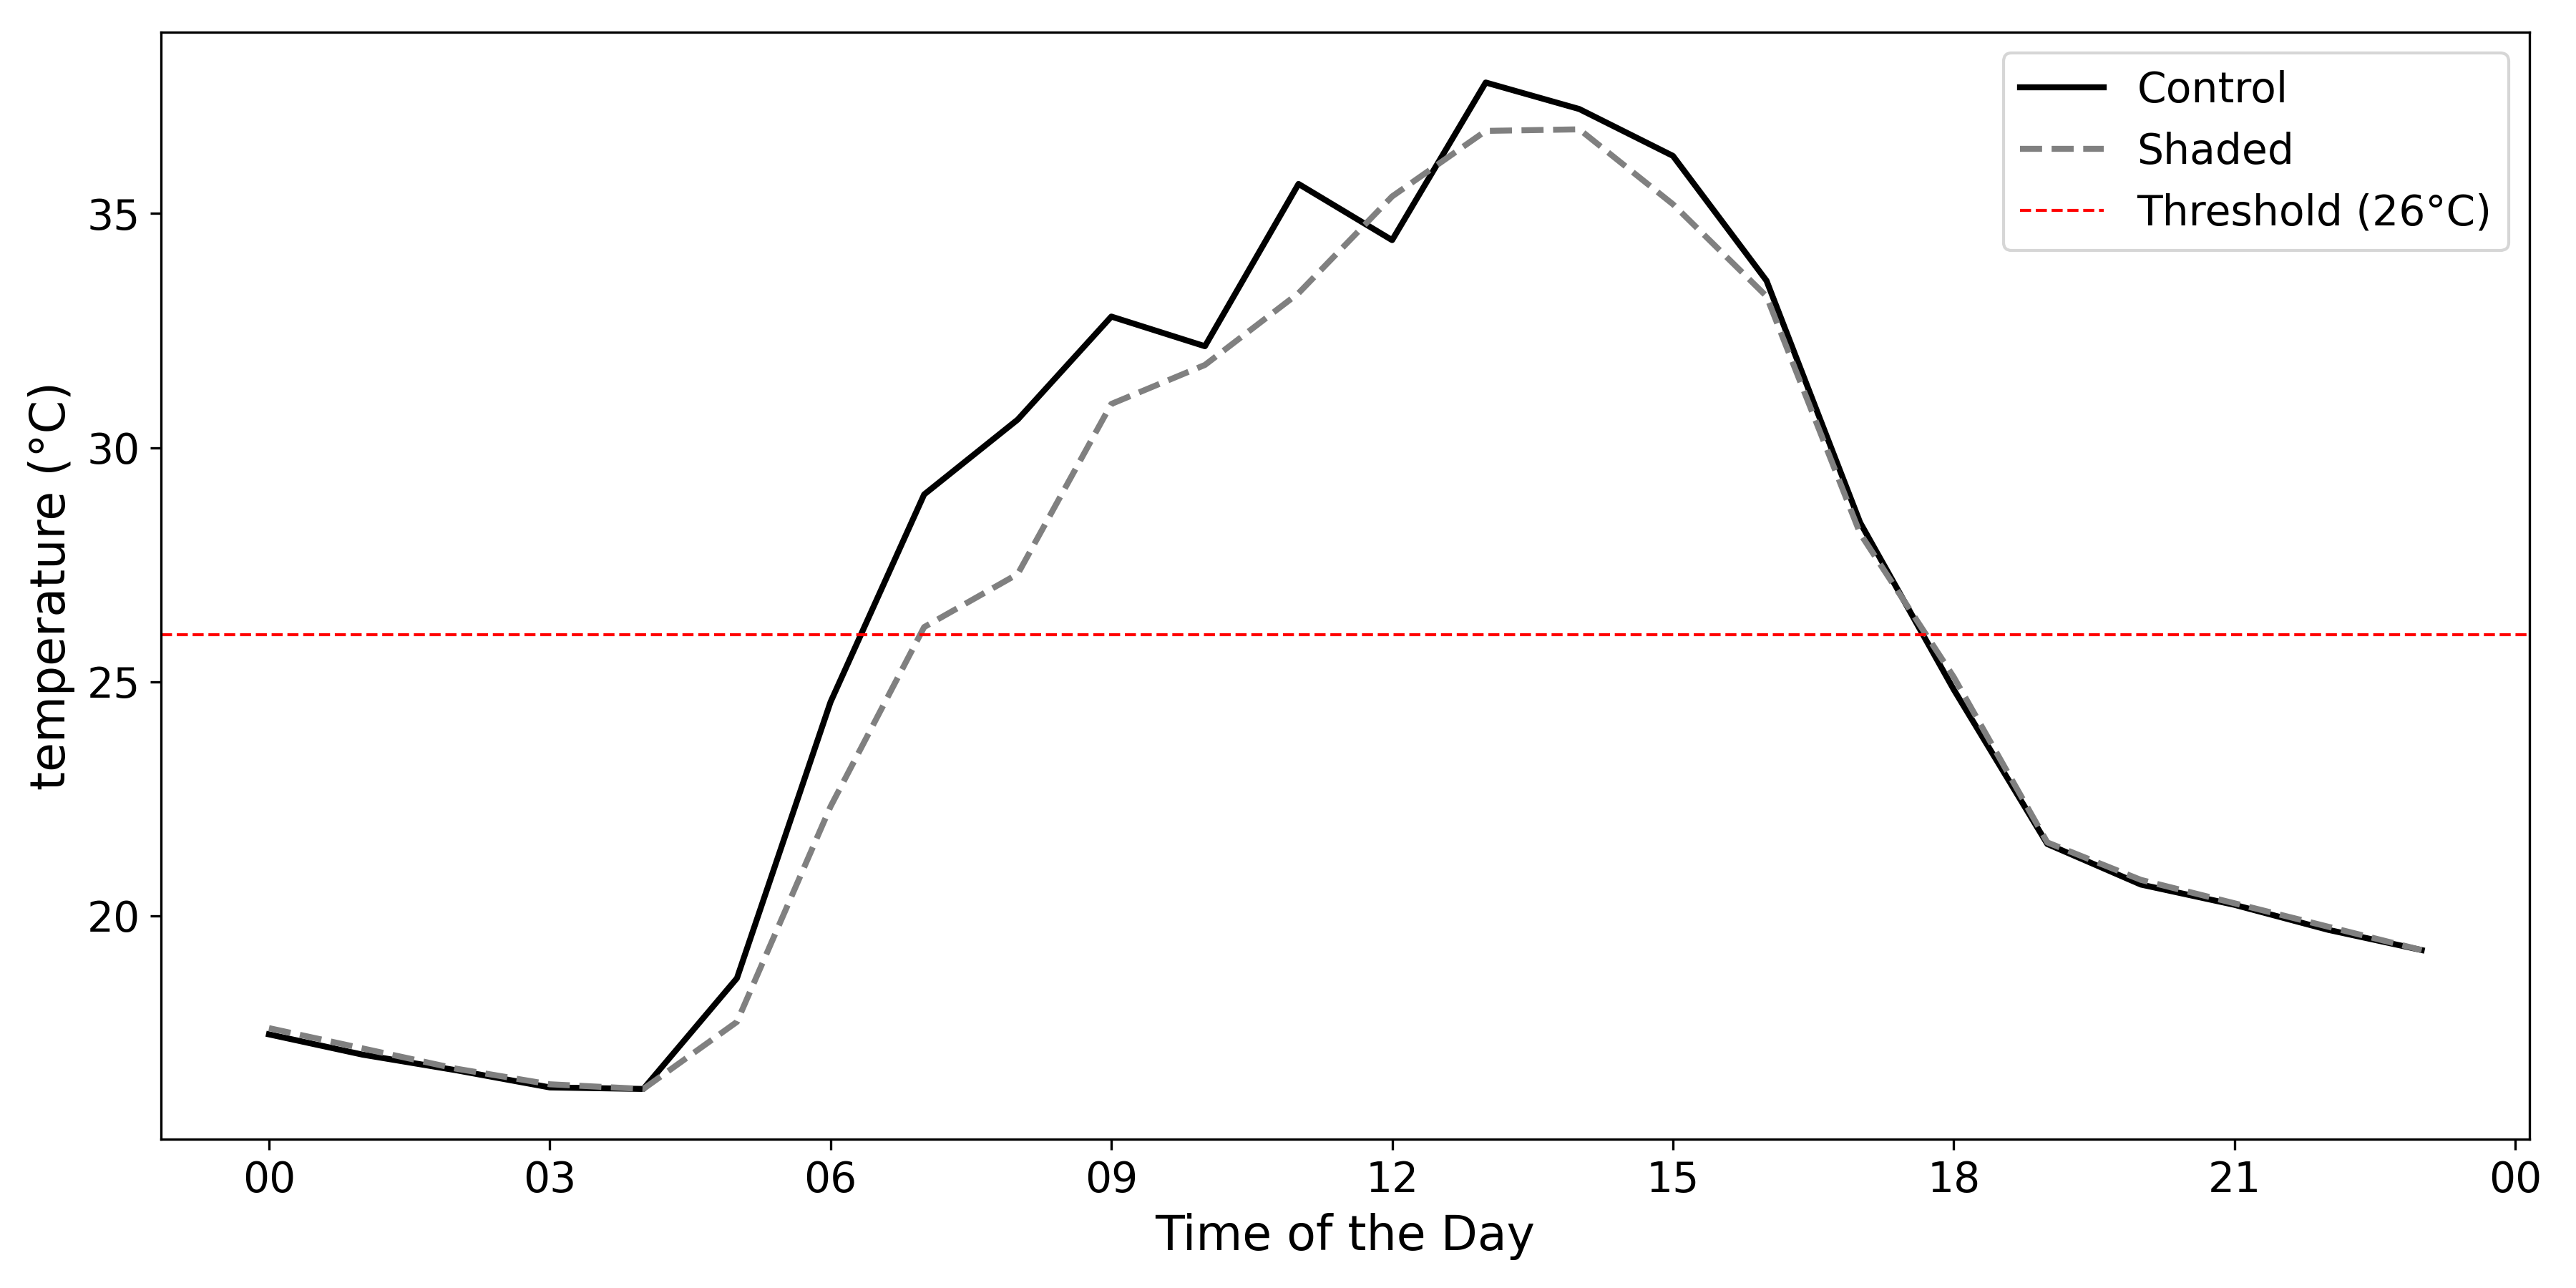 Control
Shaded
Threshold (26°C)
temperature (°C)
35
30
25
20
00 03 06 09 12 15 18 21 00
Time of the Day